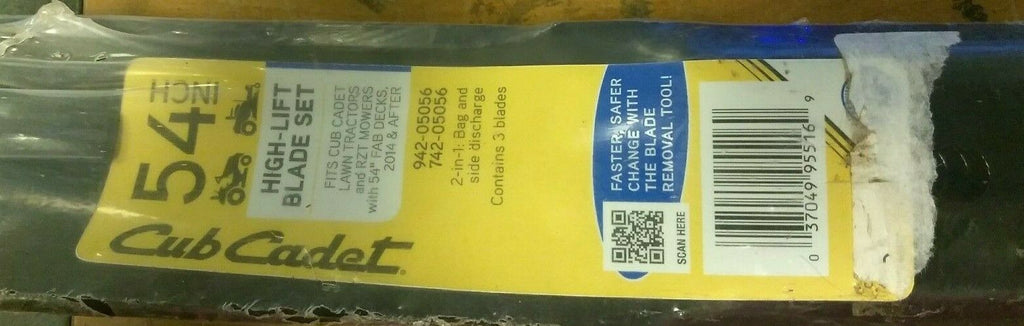 Cub Cadet
54
INCH
HIGH-LIFT
BLADE SET
FITS CUB CADET
LAWN TRACTORS
and RZT MOWERS
with 54" FAB DECKS,
2014 & AFTER
942-05056
742-05056
2-in-1: Bag and
side discharge
Contains 3 blades
FASTER, SAFER
CHANGE WITH
THE BLADE
REMOVAL TOOL!
SCAN HERE
0 37049 95516 9